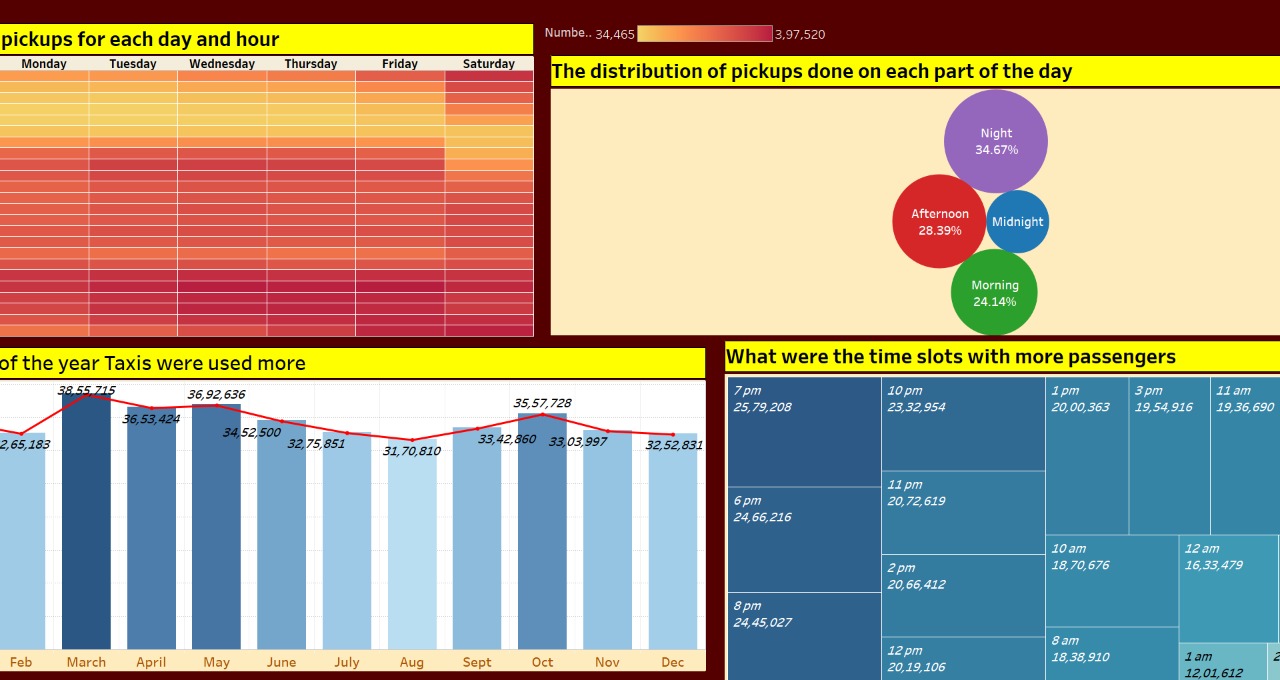 pickups for each day and hour
Monday Tuesday Wednesday Thursday Friday Saturday
Numbe.. 34,465 3,97,520
The distribution of pickups done on each part of the day
Night
34.67%
Afternoon
28.39%
Midnight
Morning
24.14%
of the year Taxis were used more
2,65,183
38,55,715
36,53,424
36,92,636
34,52,500
32,75,851
31,70,810
33,42,860
35,57,728
33,03,997
32,52,831
Feb March April May June July Aug Sept Oct Nov Dec
What were the time slots with more passengers
7 pm
25,79,208
6 pm
24,66,216
8 pm
24,45,027
10 pm
23,32,954
11 pm
20,72,619
2 pm
20,66,412
12 pm
20,19,106
1 pm
20,00,363
3 pm
19,54,916
11 am
19,36,690
10 am
18,70,676
8 am
18,38,910
12 am
16,33,479
1 am
12,01,612
2